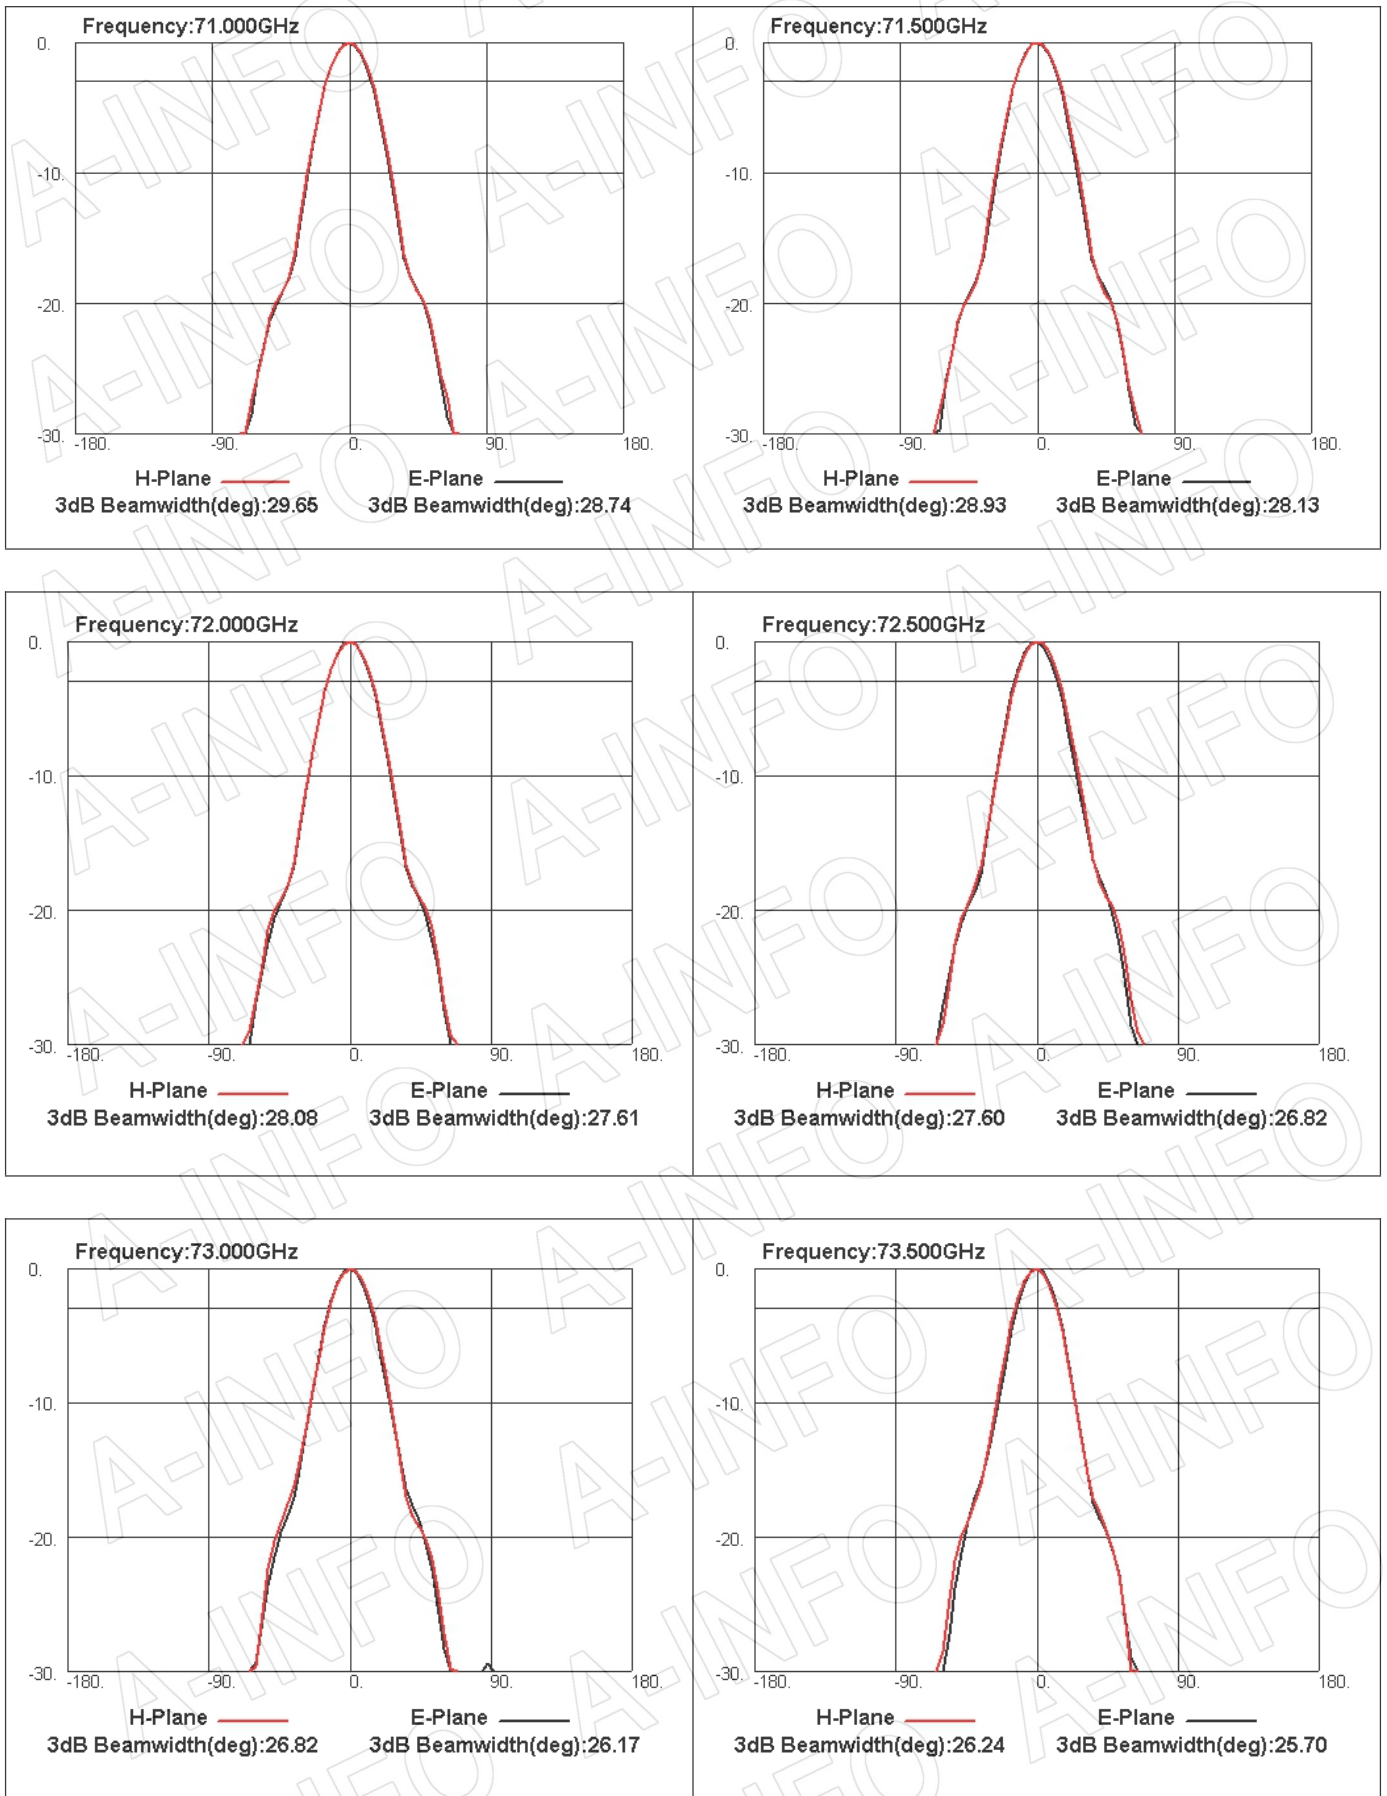 Frequency:71.000GHz
0.
-10.
-20.
-30.
-180. -90. 0. 90. 180.
H-Plane E-Plane
3dB Beamwidth(deg):29.65 3dB Beamwidth(deg):28.74
Frequency:71.500GHz
0.
-10.
-20.
-30.
-180. -90. 0. 90. 180.
H-Plane E-Plane
3dB Beamwidth(deg):28.93 3dB Beamwidth(deg):28.13
Frequency:72.000GHz
0.
-10.
-20.
-30.
-180. -90. 0. 90. 180.
H-Plane E-Plane
3dB Beamwidth(deg):28.08 3dB Beamwidth(deg):27.61
Frequency:72.500GHz
0.
-10.
-20.
-30.
-180. -90. 0. 90. 180.
H-Plane E-Plane
3dB Beamwidth(deg):27.60 3dB Beamwidth(deg):26.82
Frequency:73.000GHz
0.
-10.
-20.
-30.
-180. -90. 0. 90. 180.
H-Plane E-Plane
3dB Beamwidth(deg):26.82 3dB Beamwidth(deg):26.17
Frequency:73.500GHz
0.
-10.
-20.
-30.
-180. -90. 0. 90. 180.
H-Plane E-Plane
3dB Beamwidth(deg):26.24 3dB Beamwidth(deg):25.70
A-INFO